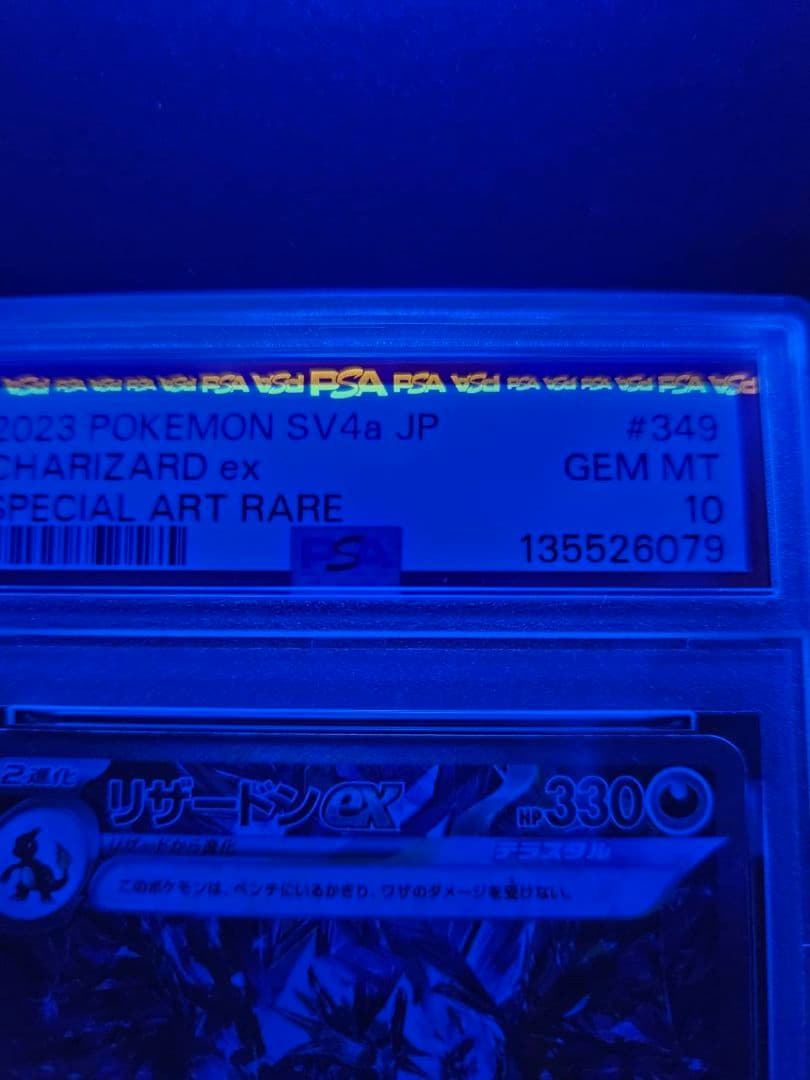 PSA PSA PSA PSA PSA PSA PSA PSA PSA PSA PSA PSA PSA PSA PSA PSA
2023 POKEMON SV4a JP #349
CHARIZARD ex GEM MT
SPECIAL ART RARE 10
PSA 135526079
2進化 リザードンex HP330
リザードから進化 テラスタル
このポケモンは、ベンチにいるかぎり、ワザのダメージを受けない。